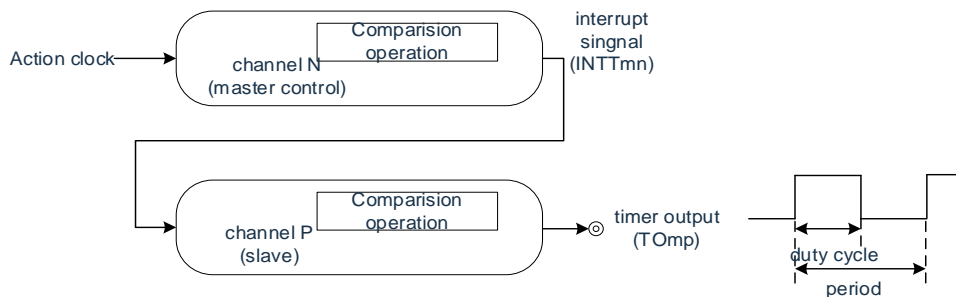 Action clock
Comparision
operation
channel N
(master control)
interrupt
singnal
(INTTmn)
Comparision
operation
channel P
(slave)
timer output
(TOmp)
duty cycle
period